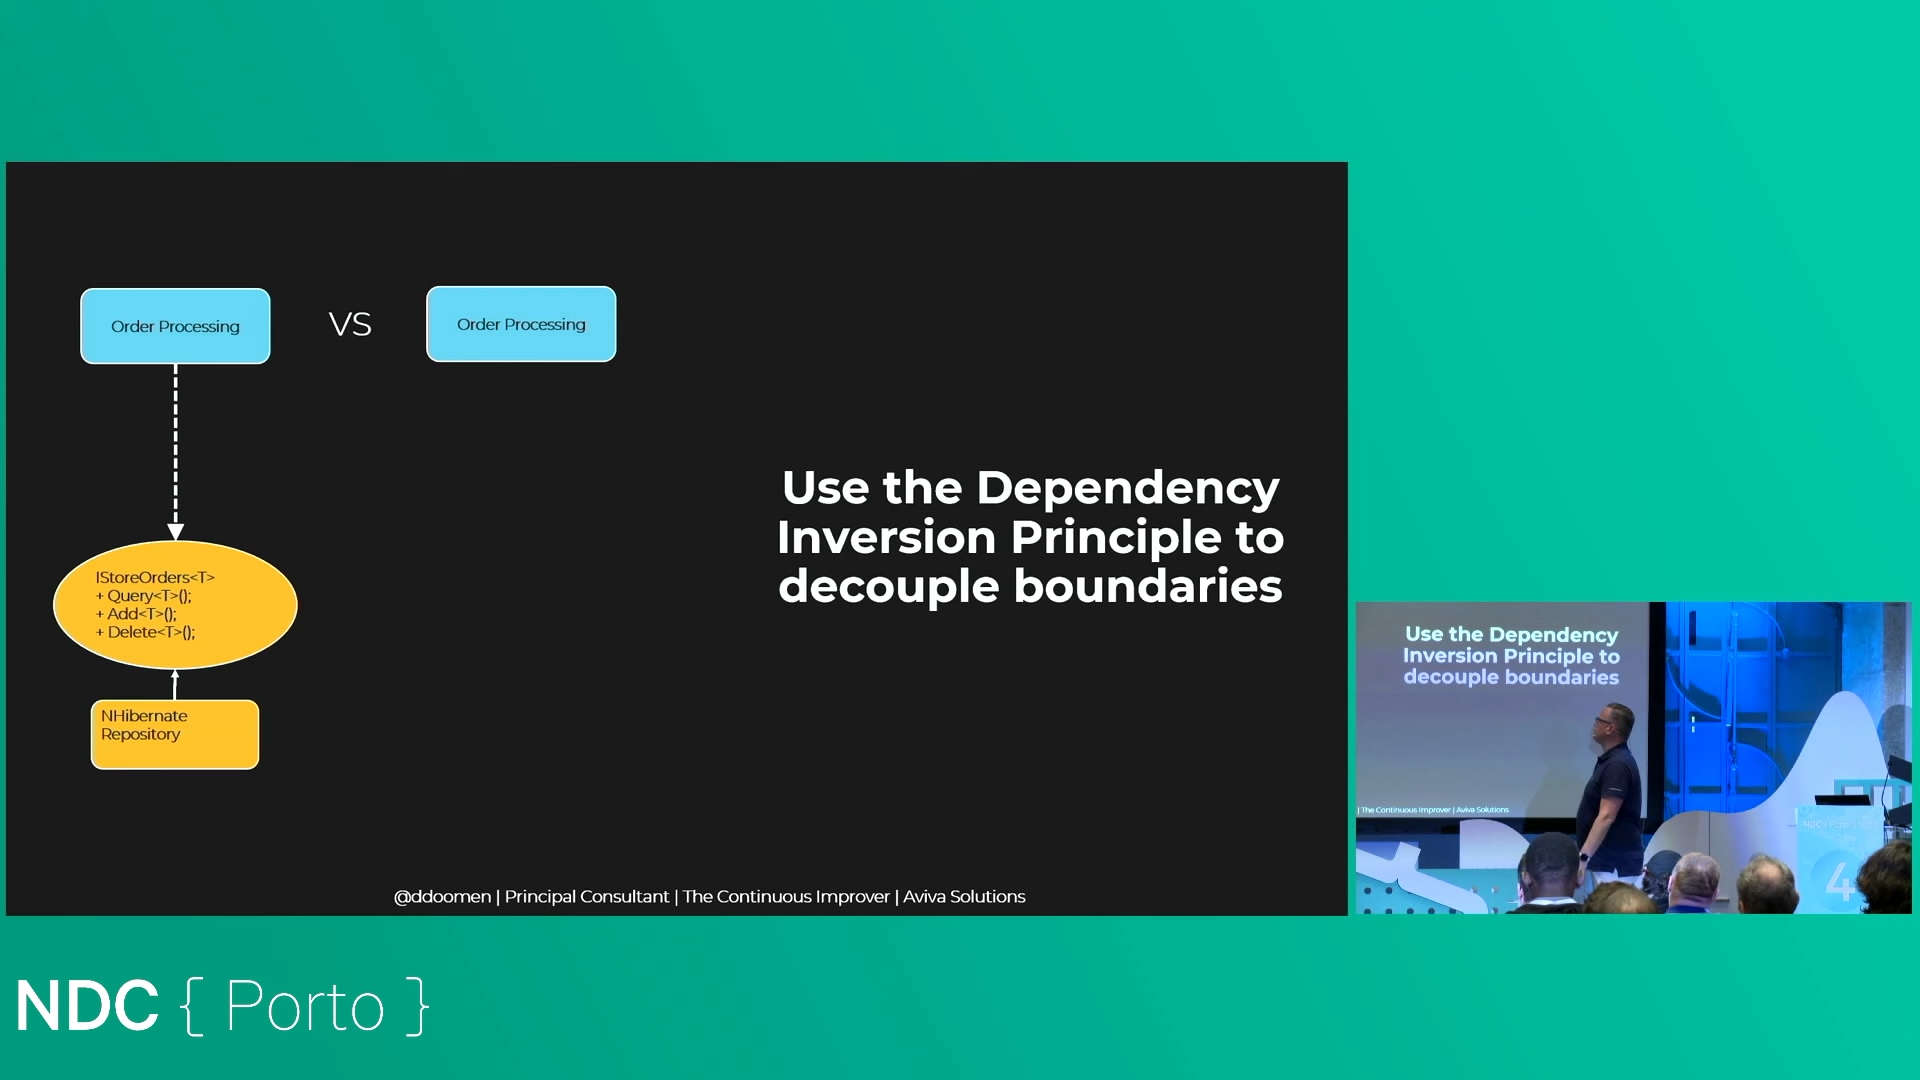 Order Processing
VS
Order Processing
IStoreOrders<T>
+ Query<T>();
+ Add<T>();
+ Delete<T>();
NHibernate
Repository
Use the Dependency
Inversion Principle to
decouple boundaries
@ddoomen | Principal Consultant | The Continuous Improver | Aviva Solutions
Use the Dependency
Inversion Principle to
decouple boundaries
| The Continuous Improver | Aviva Solutions
4
NDC { Porto }